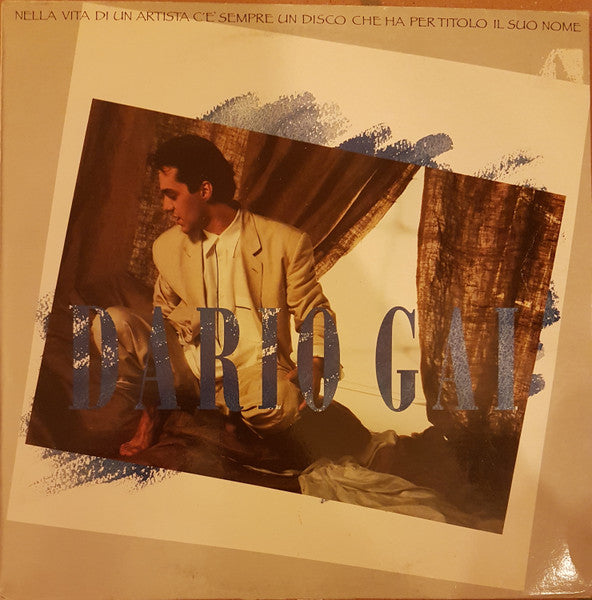 NELLA VITA DI UN ARTISTA C'E' SEMPRE UN DISCO CHE HA PER TITOLO IL SUO NOME
DARIO GAI